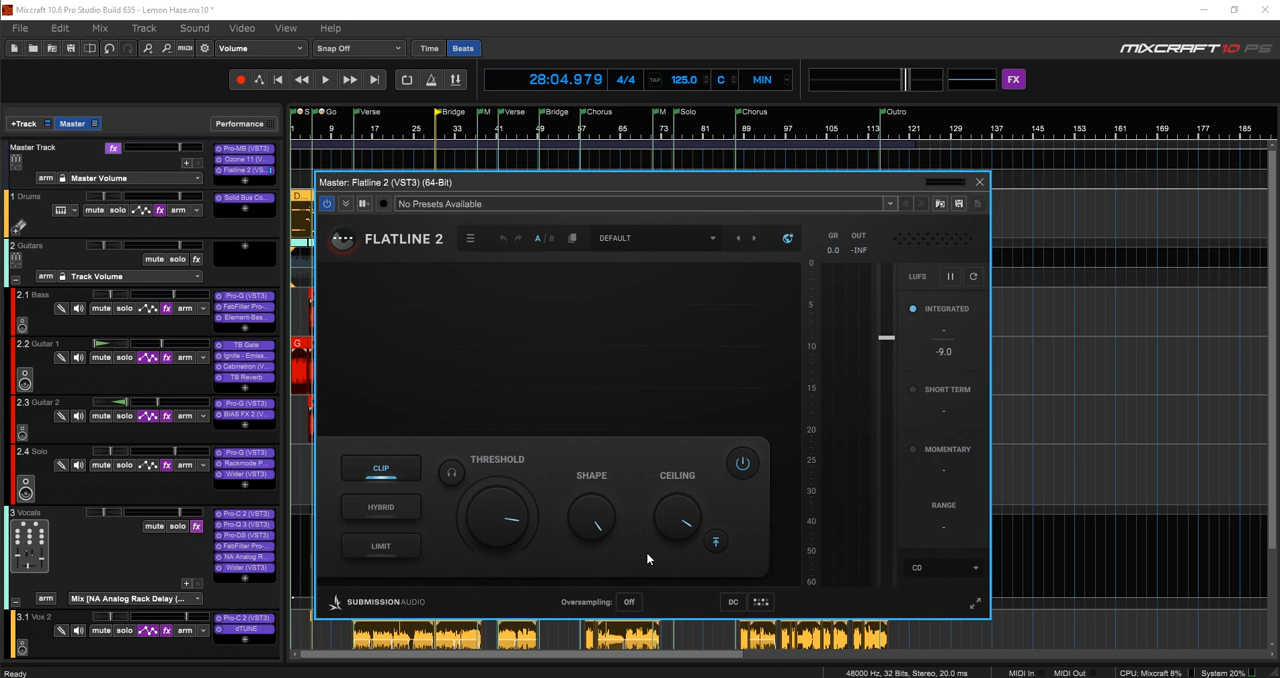 Mixcraft 10.6 Pro Studio Build 635 - Lemon Haze.mx10 *
File Edit Mix Track Sound Video View Help
Volume Snap Off Time Beats MIXCRAFT 10 PS
28:04.979 4/4 TAP 125.0 C MIN FX
+Track Master Performance
S Go Verse Bridge M Verse Bridge Chorus M Solo Chorus Outro
1 9 17 25 33 41 49 57 65 73 81 89 97 105 113 121 129 137 145 153 161 169 177 185
Master Track fx Pro-MB (VST3)
Ozone 11 (V...
arm Master Volume Flatline 2 (VS...
1 Drums Solid Bus Co...
mute solo fx arm
D...
2 Guitars
mute solo fx
arm Track Volume
2.1 Bass Pro-G (VST3)
mute solo fx arm FabFilter Pro-...
Element-Bas...
2.2 Guitar 1 TB Gate
mute solo fx arm Ignite - Emiss...
Cabinetron (V...
TB Reverb
G
2.3 Guitar 2 Pro-G (VST3)
mute solo fx arm BIAS FX 2 (V...
2.4 Solo Pro-G (VST3)
mute solo fx arm Rackmode P...
Wider (VST3)
3 Vocals Pro-C 2 (VST3)
mute solo fx Pro-Q 3 (VST3)
Pro-DS (VST3)
FabFilter Pro-...
NA Analog R...
Wider (VST3)
arm Mix [NA Analog Rack Delay (...
3.1 Vox 2 Pro-C 2 (VST3)
mute solo fx arm dTUNE
Master: Flatline 2 (VST3) (64-Bit)
No Presets Available
FLATLINE 2 A / B DEFAULT GR OUT
0.0 -INF
LUFS
INTEGRATED
-
-9.0
SHORT TERM
-
MOMENTARY
-
RANGE
-
CD
0
5
10
15
20
30
40
50
60
CLIP
HYBRID
LIMIT
THRESHOLD SHAPE CEILING
SUBMISSIONAUDIO Oversampling: Off DC
Ready 48000 Hz, 32 Bits, Stereo, 20.0 ms MIDI In MIDI Out CPU: Mixcraft 8% System 20%